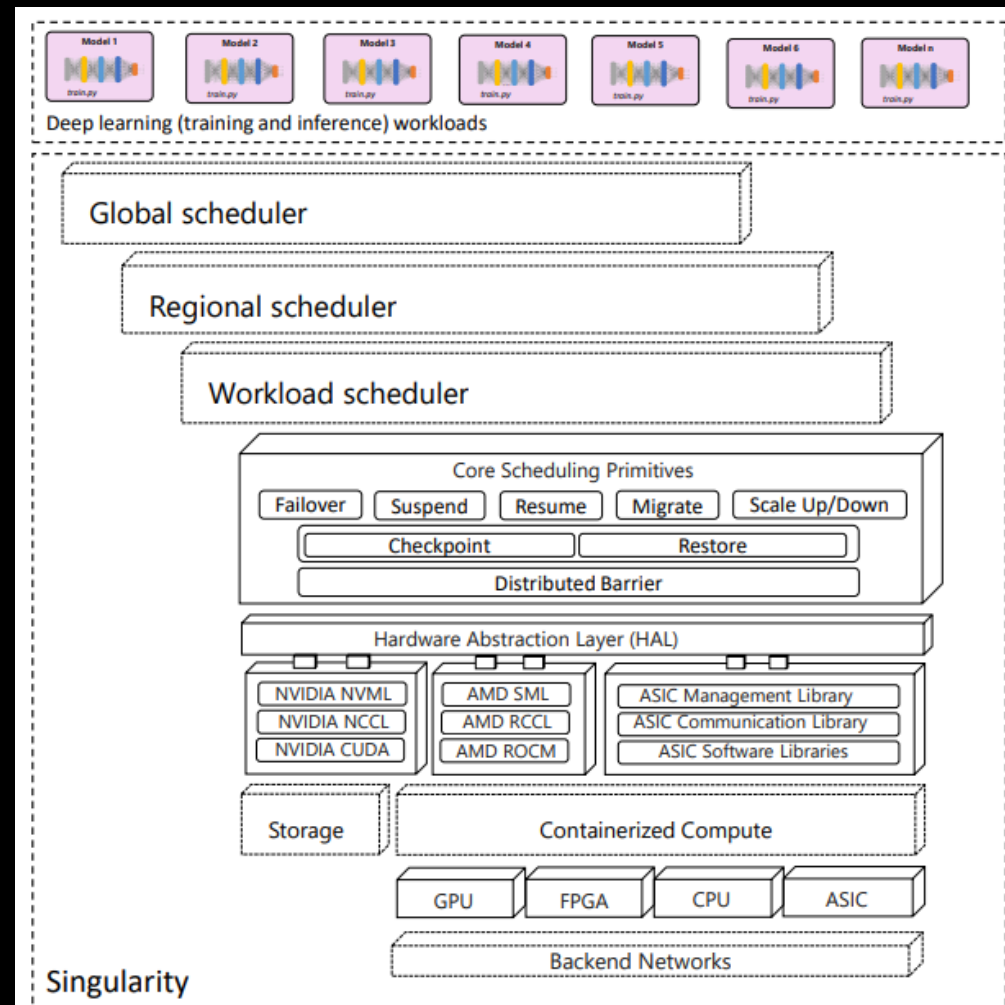 Model 1
Model 2
Model 3
Model 4
Model 5
Model 6
Model n
train.py
train.py
train.py
train.py
train.py
train.py
train.py
Deep learning (training and inference) workloads
Global scheduler
Regional scheduler
Workload scheduler
Core Scheduling Primitives
Failover
Suspend
Resume
Migrate
Scale Up/Down
Checkpoint
Restore
Distributed Barrier
Hardware Abstraction Layer (HAL)
NVIDIA NVML
NVIDIA NCCL
NVIDIA CUDA
AMD SML
AMD RCCL
AMD ROCM
ASIC Management Library
ASIC Communication Library
ASIC Software Libraries
Storage
Containerized Compute
GPU
FPGA
CPU
ASIC
Backend Networks
Singularity